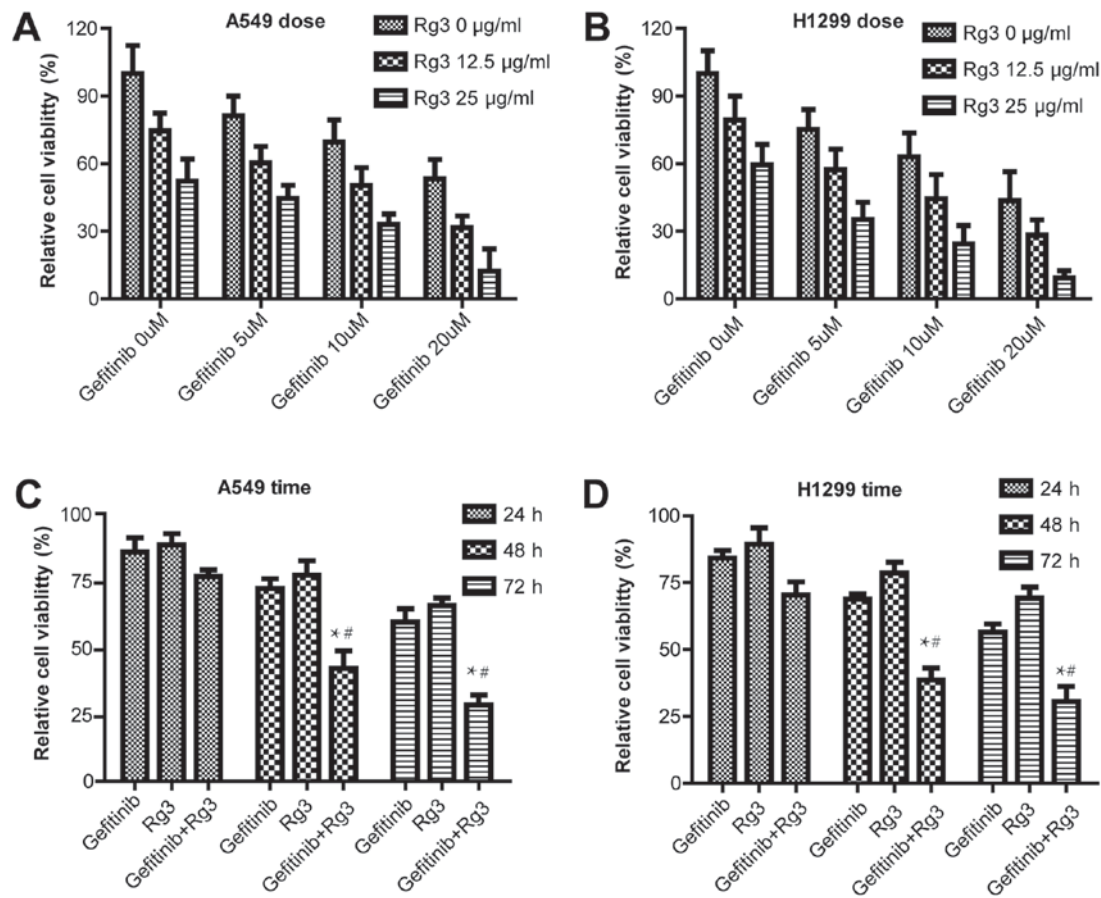 A
A549 dose
Relative cell viablitty (%)
120
90
60
30
0
Rg3 0 µg/ml
Rg3 12.5 µg/ml
Rg3 25 µg/ml
Gefitinib 0uM
Gefitinib 5uM
Gefitinib 10uM
Gefitinib 20uM
B
H1299 dose
Relative cell viablitty (%)
120
90
60
30
0
Rg3 0 µg/ml
Rg3 12.5 µg/ml
Rg3 25 µg/ml
Gefitinib 0uM
Gefitinib 5uM
Gefitinib 10uM
Gefitinib 20uM
C
A549 time
Relative cell viablitty (%)
100
75
50
25
0
24 h
48 h
72 h
*#
*#
Gefitinib
Rg3
Gefitinib+Rg3
Gefitinib
Rg3
Gefitinib+Rg3
Gefitinib
Rg3
Gefitinib+Rg3
D
H1299 time
Relative cell viablitty (%)
100
75
50
25
0
24 h
48 h
72 h
*#
*#
Gefitinib
Rg3
Gefitinib+Rg3
Gefitinib
Rg3
Gefitinib+Rg3
Gefitinib
Rg3
Gefitinib+Rg3